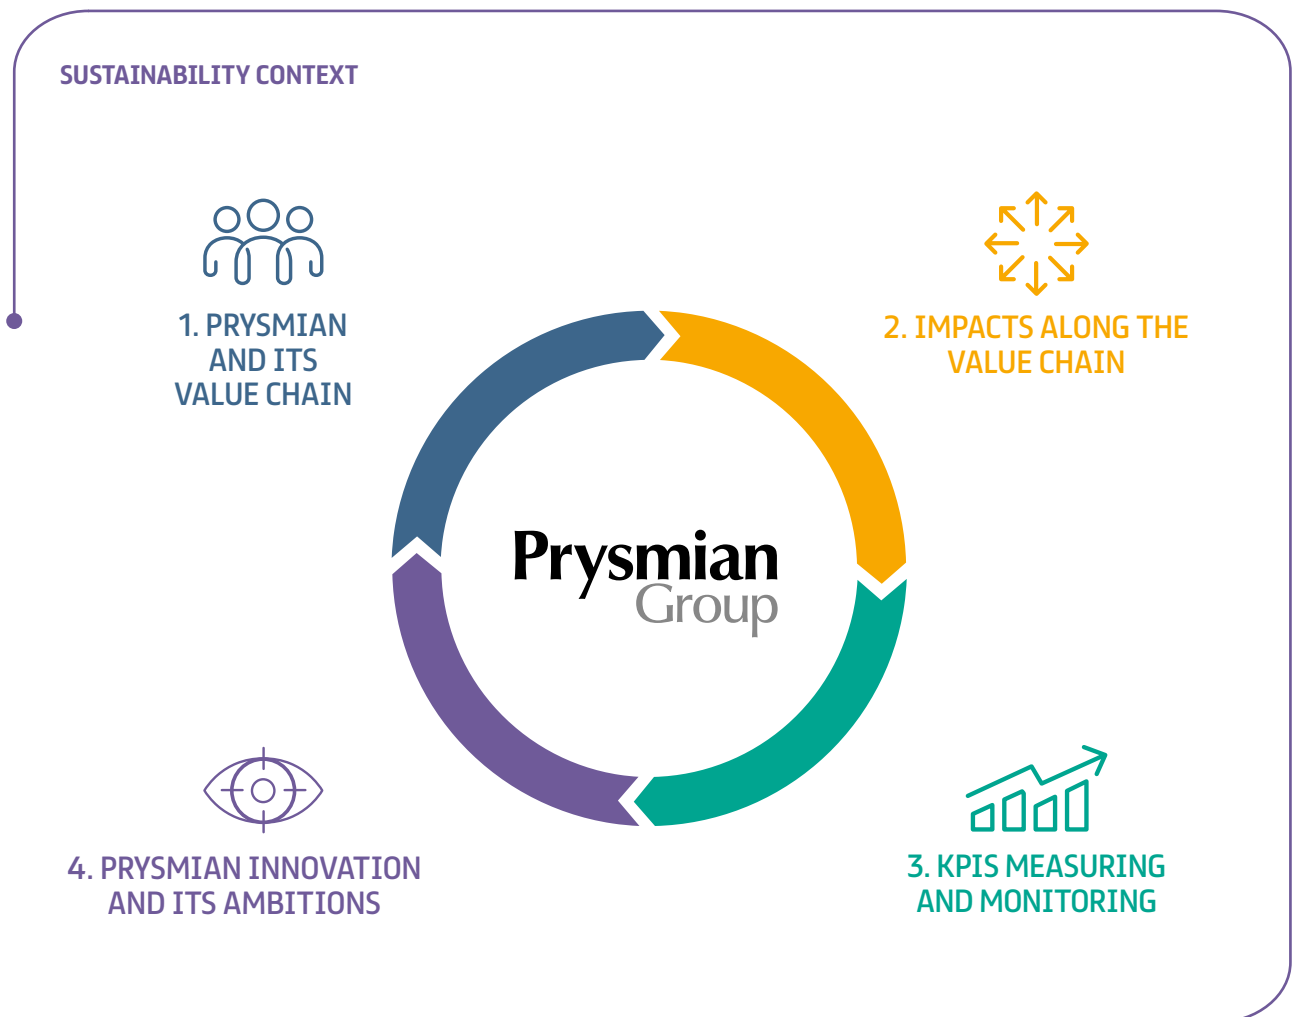 SUSTAINABILITY CONTEXT
1. PRYSMIAN
AND ITS
VALUE CHAIN
2. IMPACTS ALONG THE
VALUE CHAIN
Prysmian
Group
4. PRYSMIAN INNOVATION
AND ITS AMBITIONS
3. KPIS MEASURING
AND MONITORING